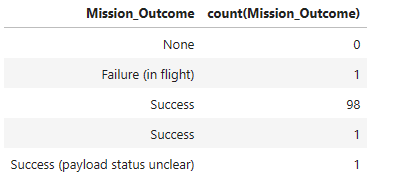 Mission_Outcome count(Mission_Outcome)
None 0
Failure (in flight) 1
Success 98
Success 1
Success (payload status unclear) 1